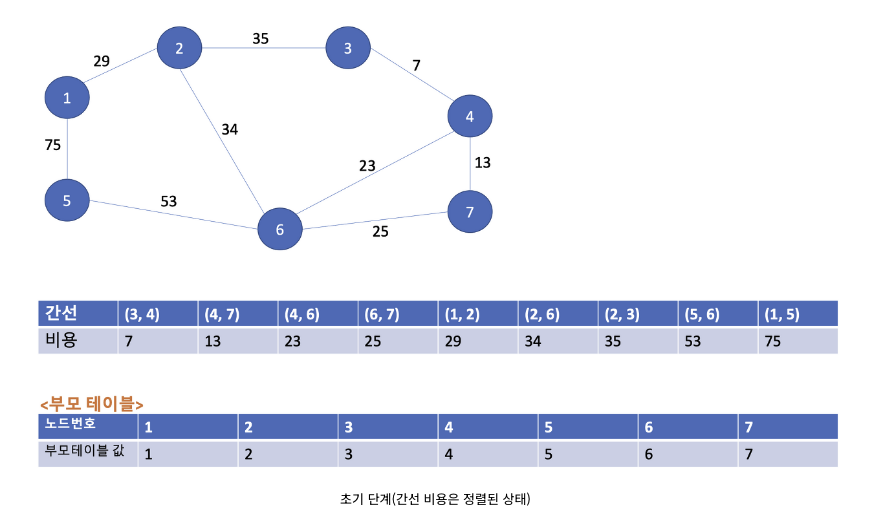 2
35
3
29
7
1
4
34
75
23
13
5
53
7
6
25
간선 (3, 4) (4, 7) (4, 6) (6, 7) (1, 2) (2, 6) (2, 3) (5, 6) (1, 5)
비용 7 13 23 25 29 34 35 53 75
<부모 테이블>
노드번호 1 2 3 4 5 6 7
부모테이블 값 1 2 3 4 5 6 7
초기 단계(간선 비용은 정렬된 상태)